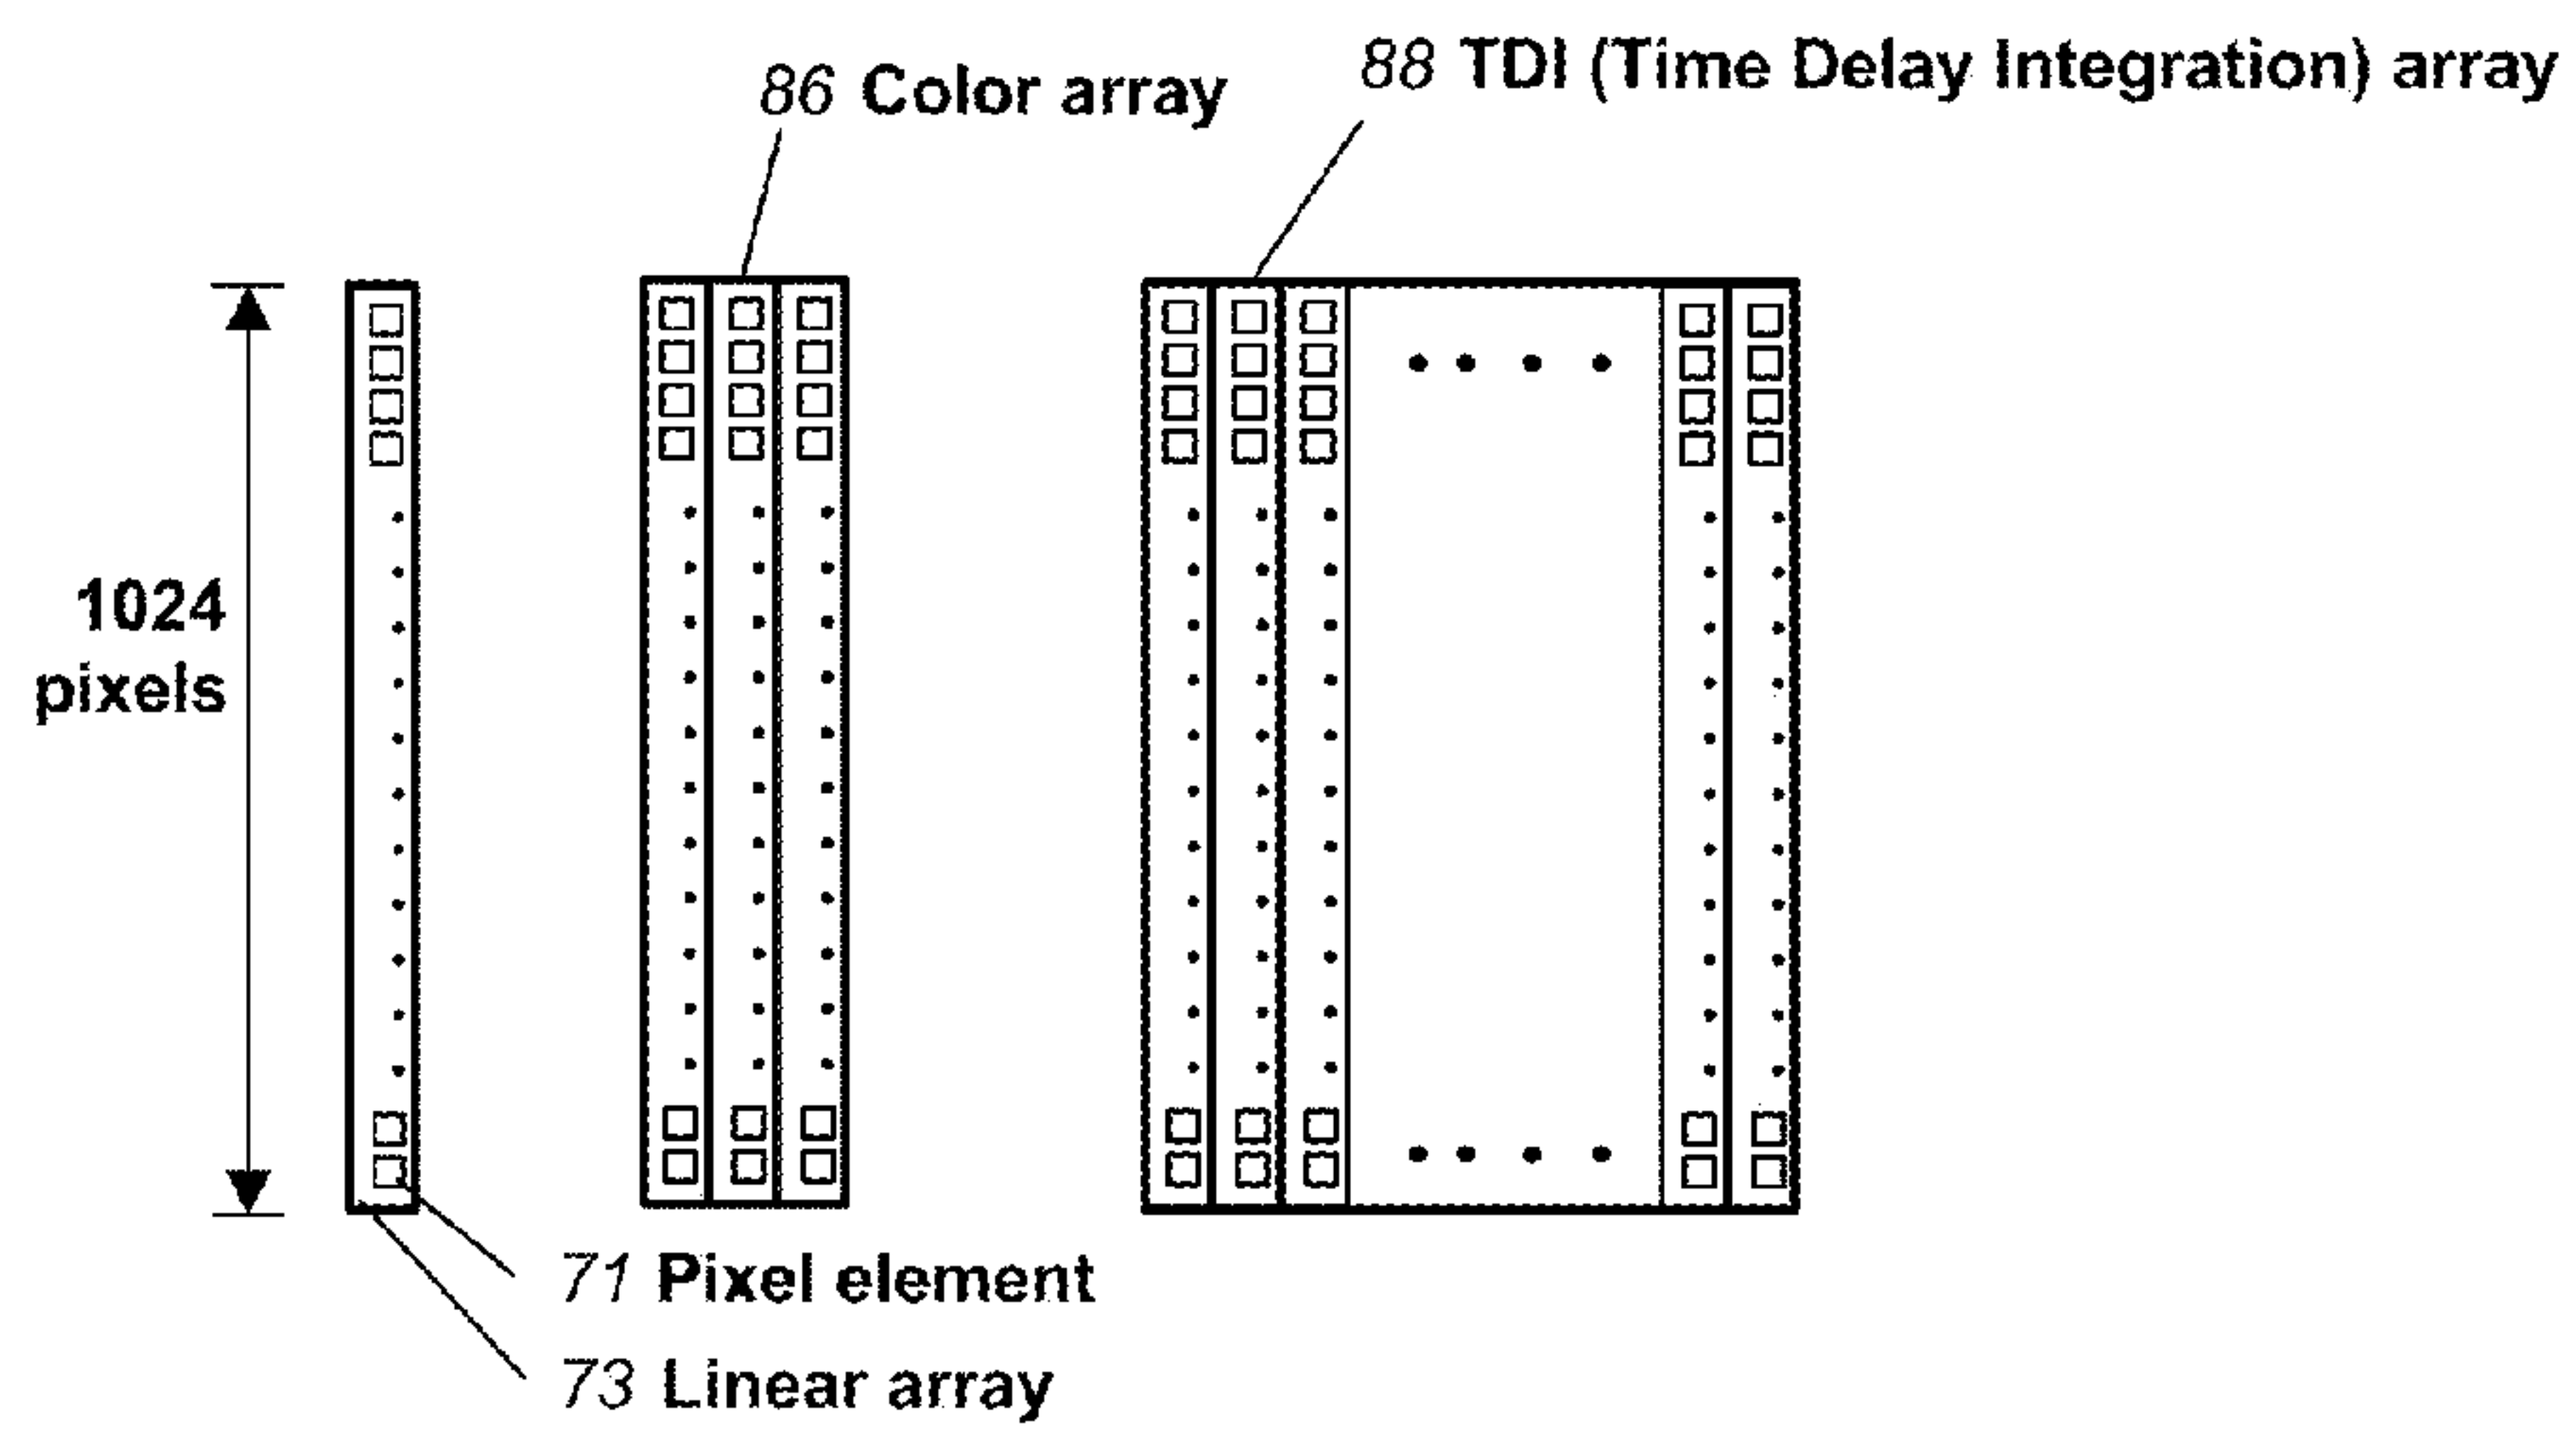 86 Color array
88 TDI (Time Delay Integration) array
1024
pixels
71 Pixel element
73 Linear array